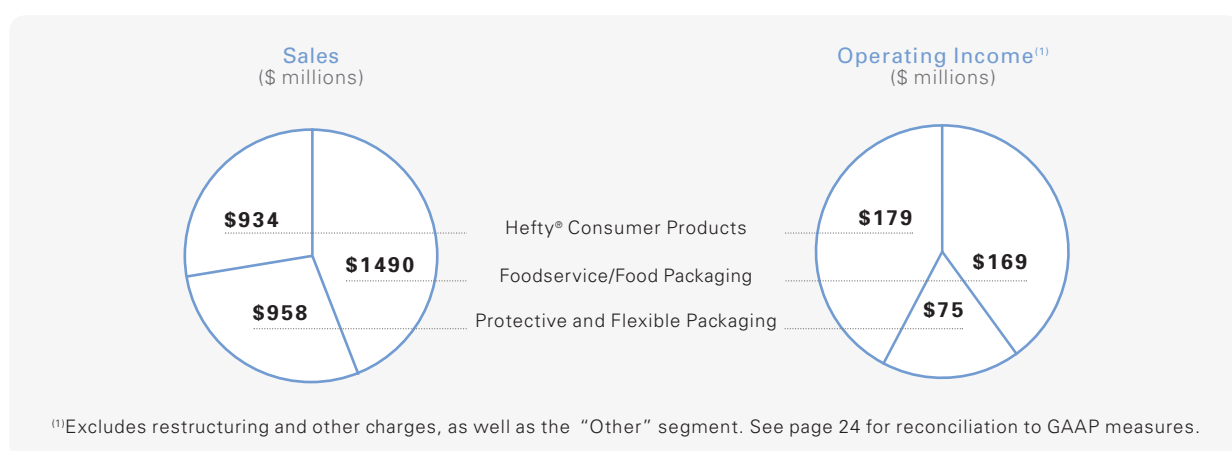 Sales
($ millions)
Operating Income(1)
($ millions)
$934
$1490
$958
Hefty® Consumer Products
Foodservice/Food Packaging
Protective and Flexible Packaging
$179
$169
$75
(1)Excludes restructuring and other charges, as well as the “Other” segment. See page 24 for reconciliation to GAAP measures.